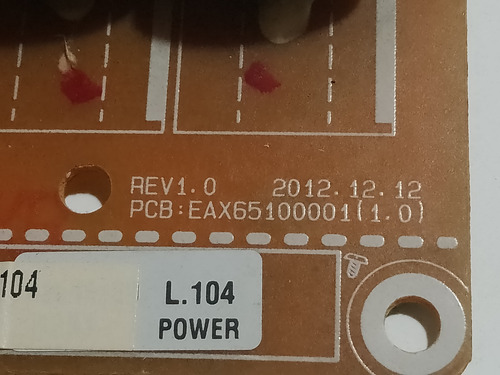 REV1.0 2012.12.12
PCB:EAX65100001(1.0)
104 L.104
POWER